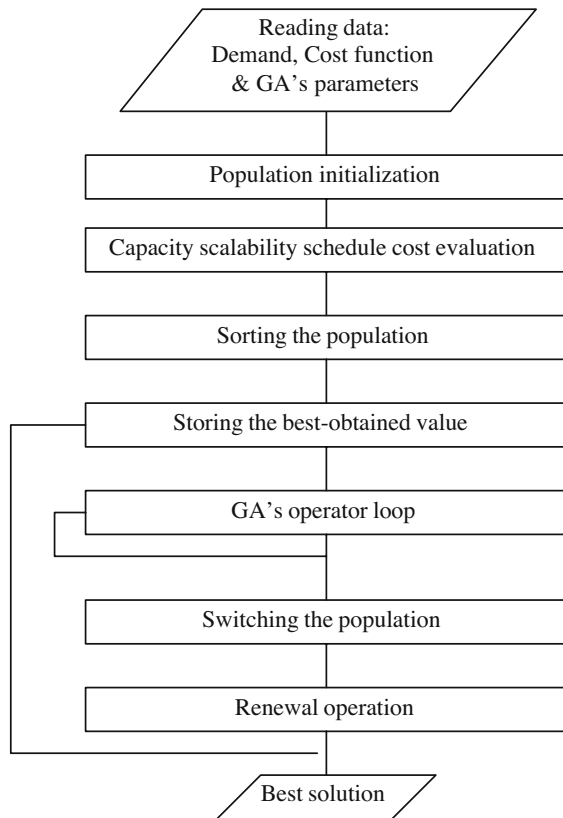 Reading data:
Demand, Cost function
& GA’s parameters
Population initialization
Capacity scalability schedule cost evaluation
Sorting the population
Storing the best-obtained value
GA’s operator loop
Switching the population
Renewal operation
Best solution